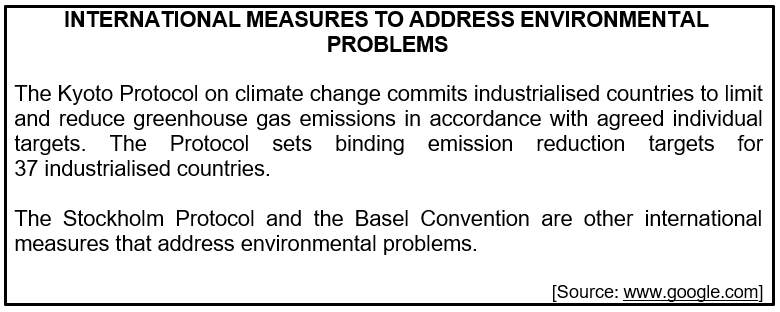 INTERNATIONAL MEASURES TO ADDRESS ENVIRONMENTAL
PROBLEMS
The Kyoto Protocol on climate change commits industrialised countries to limit
and reduce greenhouse gas emissions in accordance with agreed individual
targets. The Protocol sets binding emission reduction targets for
37 industrialised countries.
The Stockholm Protocol and the Basel Convention are other international
measures that address environmental problems.
[Source: www.google.com]